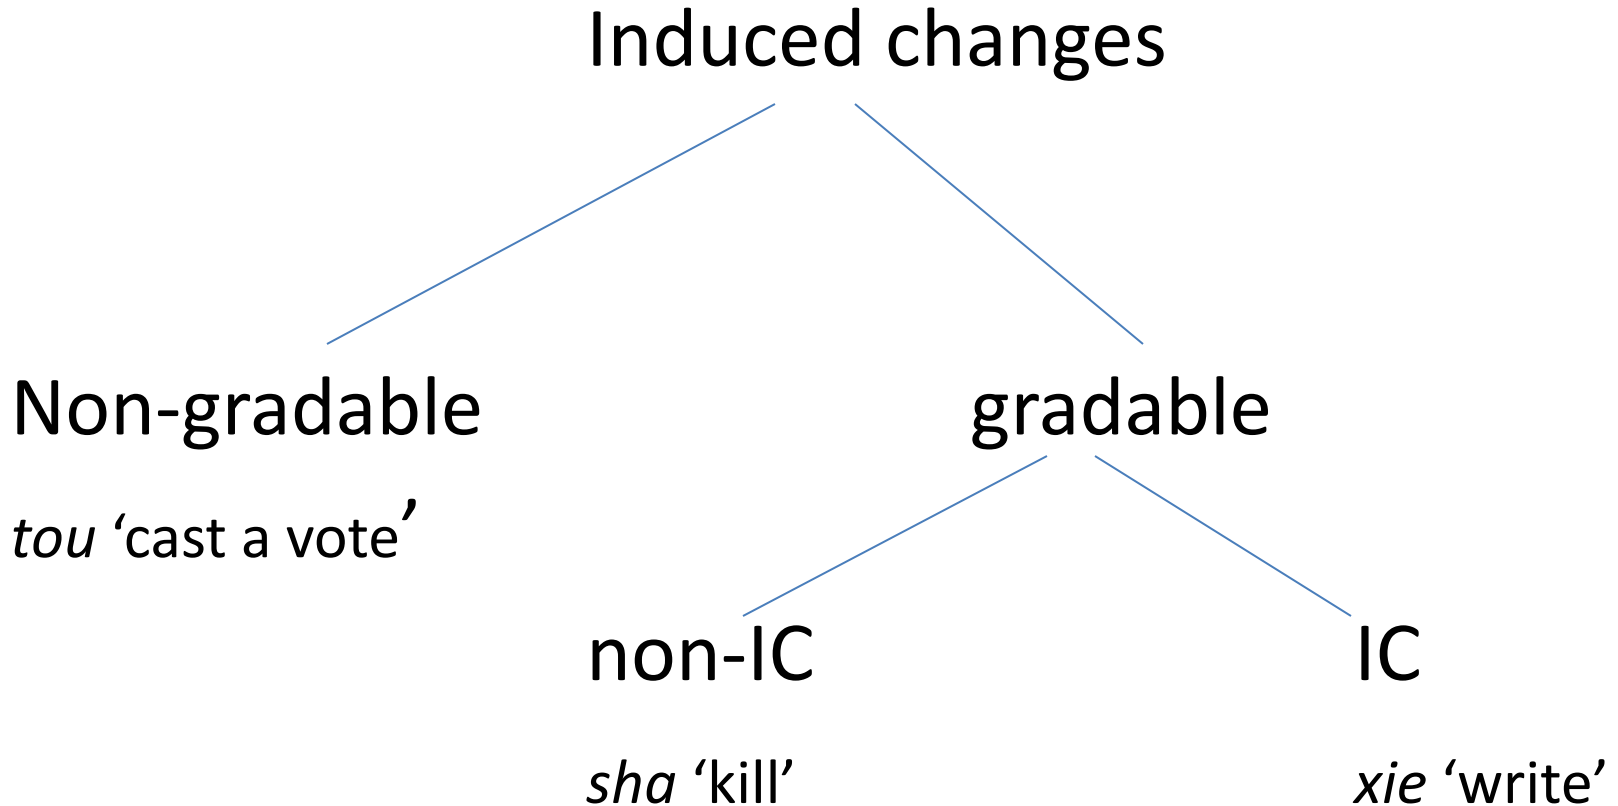 Induced changes
Non-gradable
gradable
tou ‘cast a vote’
non-IC
IC
sha ‘kill’
xie ‘write’